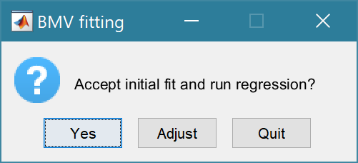 BMV fitting
Accept initial fit and run regression?
Yes Adjust Quit